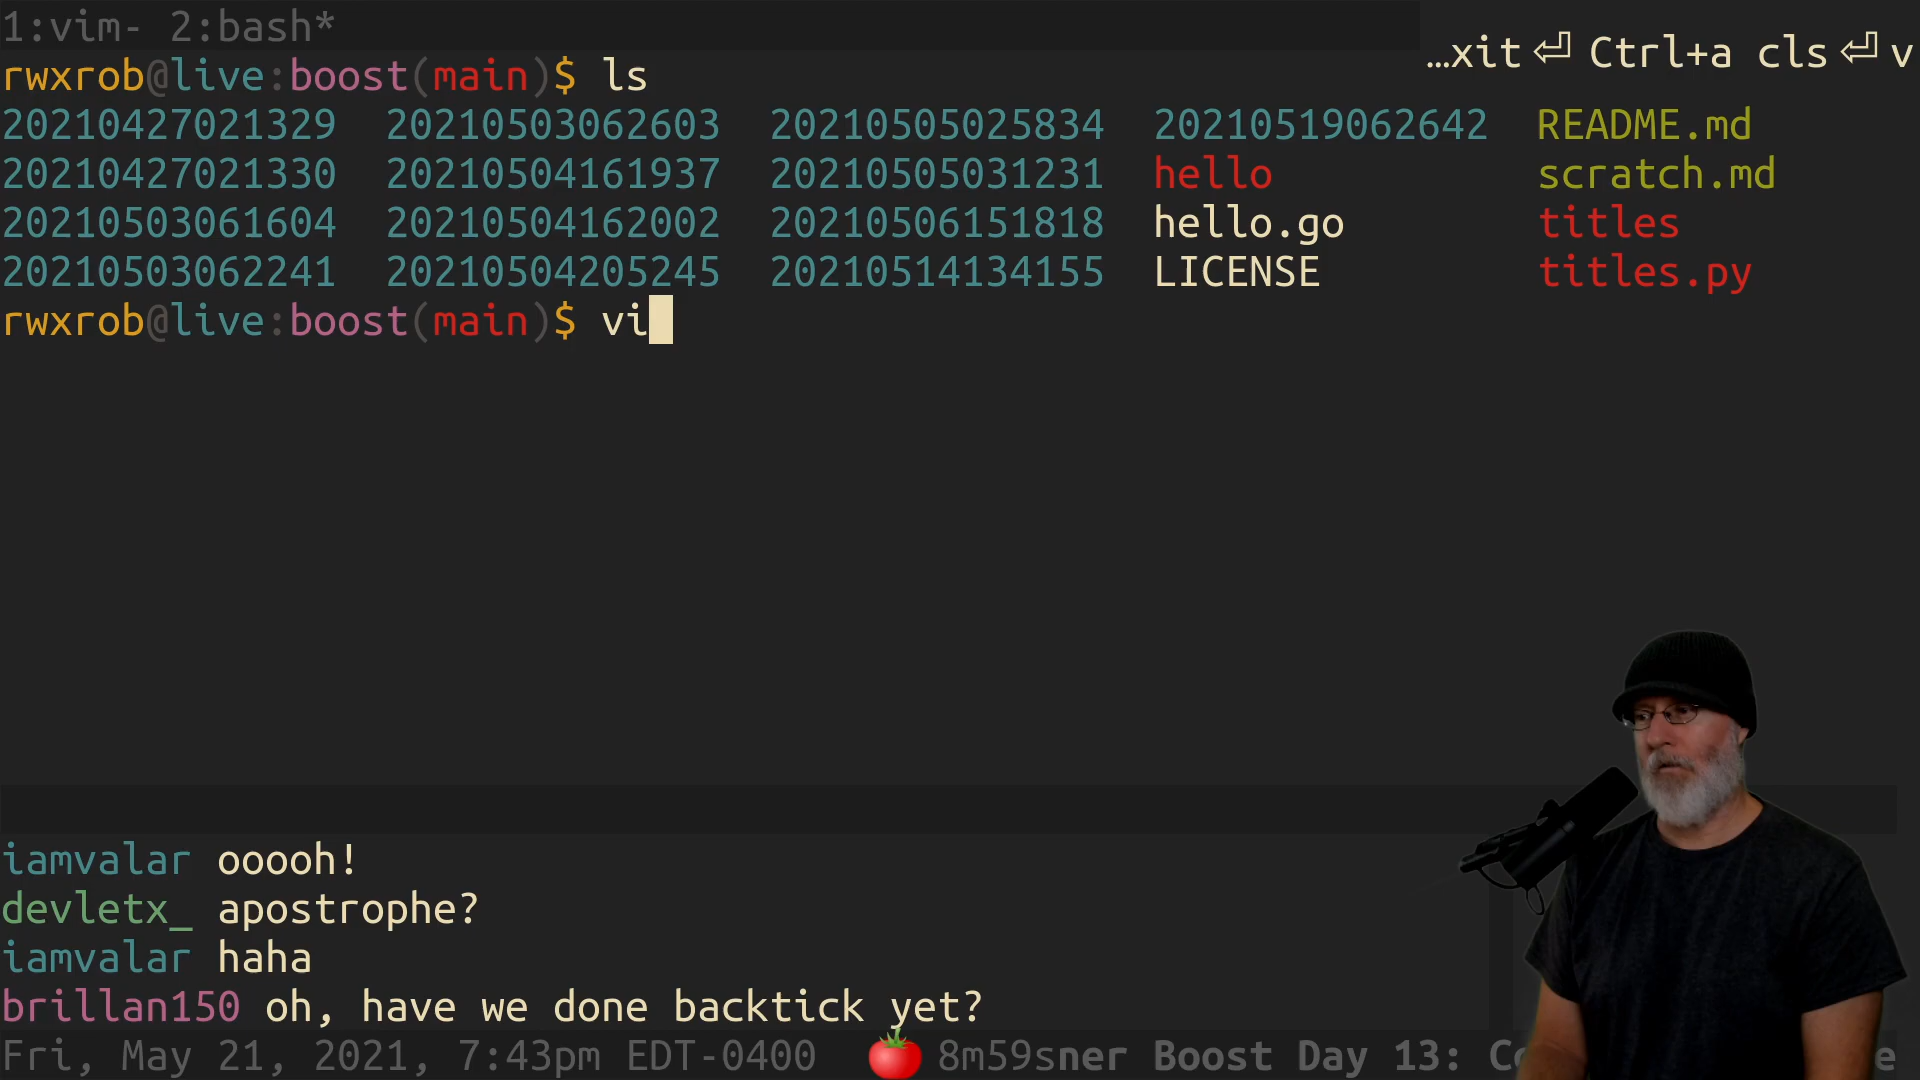 1:vim- 2:bash*
…xit⏎ Ctrl+a cls⏎ v
rwxrob@live:boost(main)$ ls
20210427021329 20210503062603 20210505025834 20210519062642 README.md
20210427021330 20210504161937 20210505031231 hello scratch.md
20210503061604 20210504162002 20210506151818 hello.go titles
20210503062241 20210504205245 20210514134155 LICENSE titles.py
rwxrob@live:boost(main)$ vi
iamvalar ooooh!
devletx_ apostrophe?
iamvalar haha
brillan150 oh, have we done backtick yet?
Fri, May 21, 2021, 7:43pm EDT-0400 🍅 8m59sner Boost Day 13: